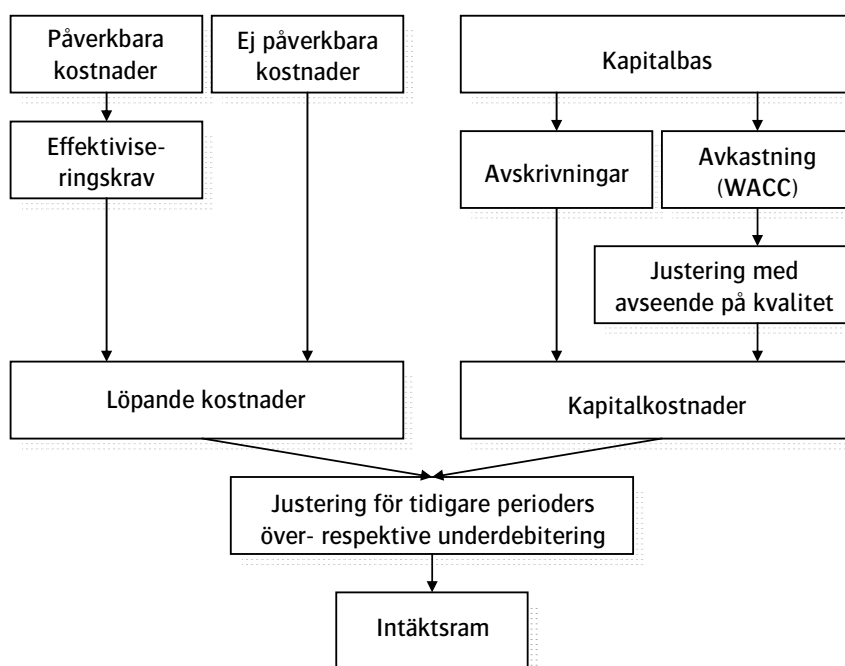 Påverkbara
kostnader
Ej påverkbara
kostnader
Kapitalbas
Effektivise-
ringskrav
Avskrivningar
Avkastning
(WACC)
Justering med
avseende på kvalitet
Löpande kostnader
Kapitalkostnader
Justering för tidigare perioders
över- respektive underdebitering
Intäktsram